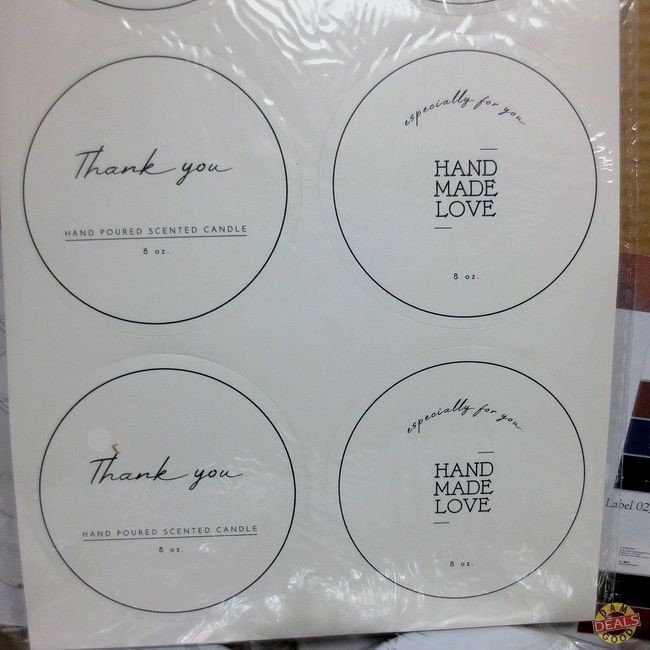 Thank you
HAND POURED SCENTED CANDLE
8 oz.
especially for you
HAND
MADE
LOVE
8 oz.
Thank you
HAND POURED SCENTED CANDLE
8 oz.
especially for you
HAND
MADE
LOVE
8 oz.
Label 02
DAM
DEALS
GOOD